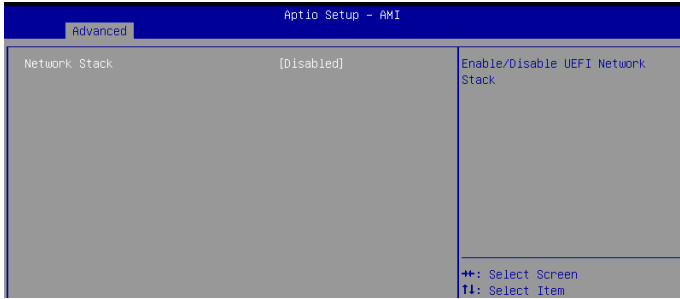 Aptio Setup – AMI
Advanced
Network Stack [Disabled]
Enable/Disable UEFI Network
Stack
→←: Select Screen
↑↓: Select Item